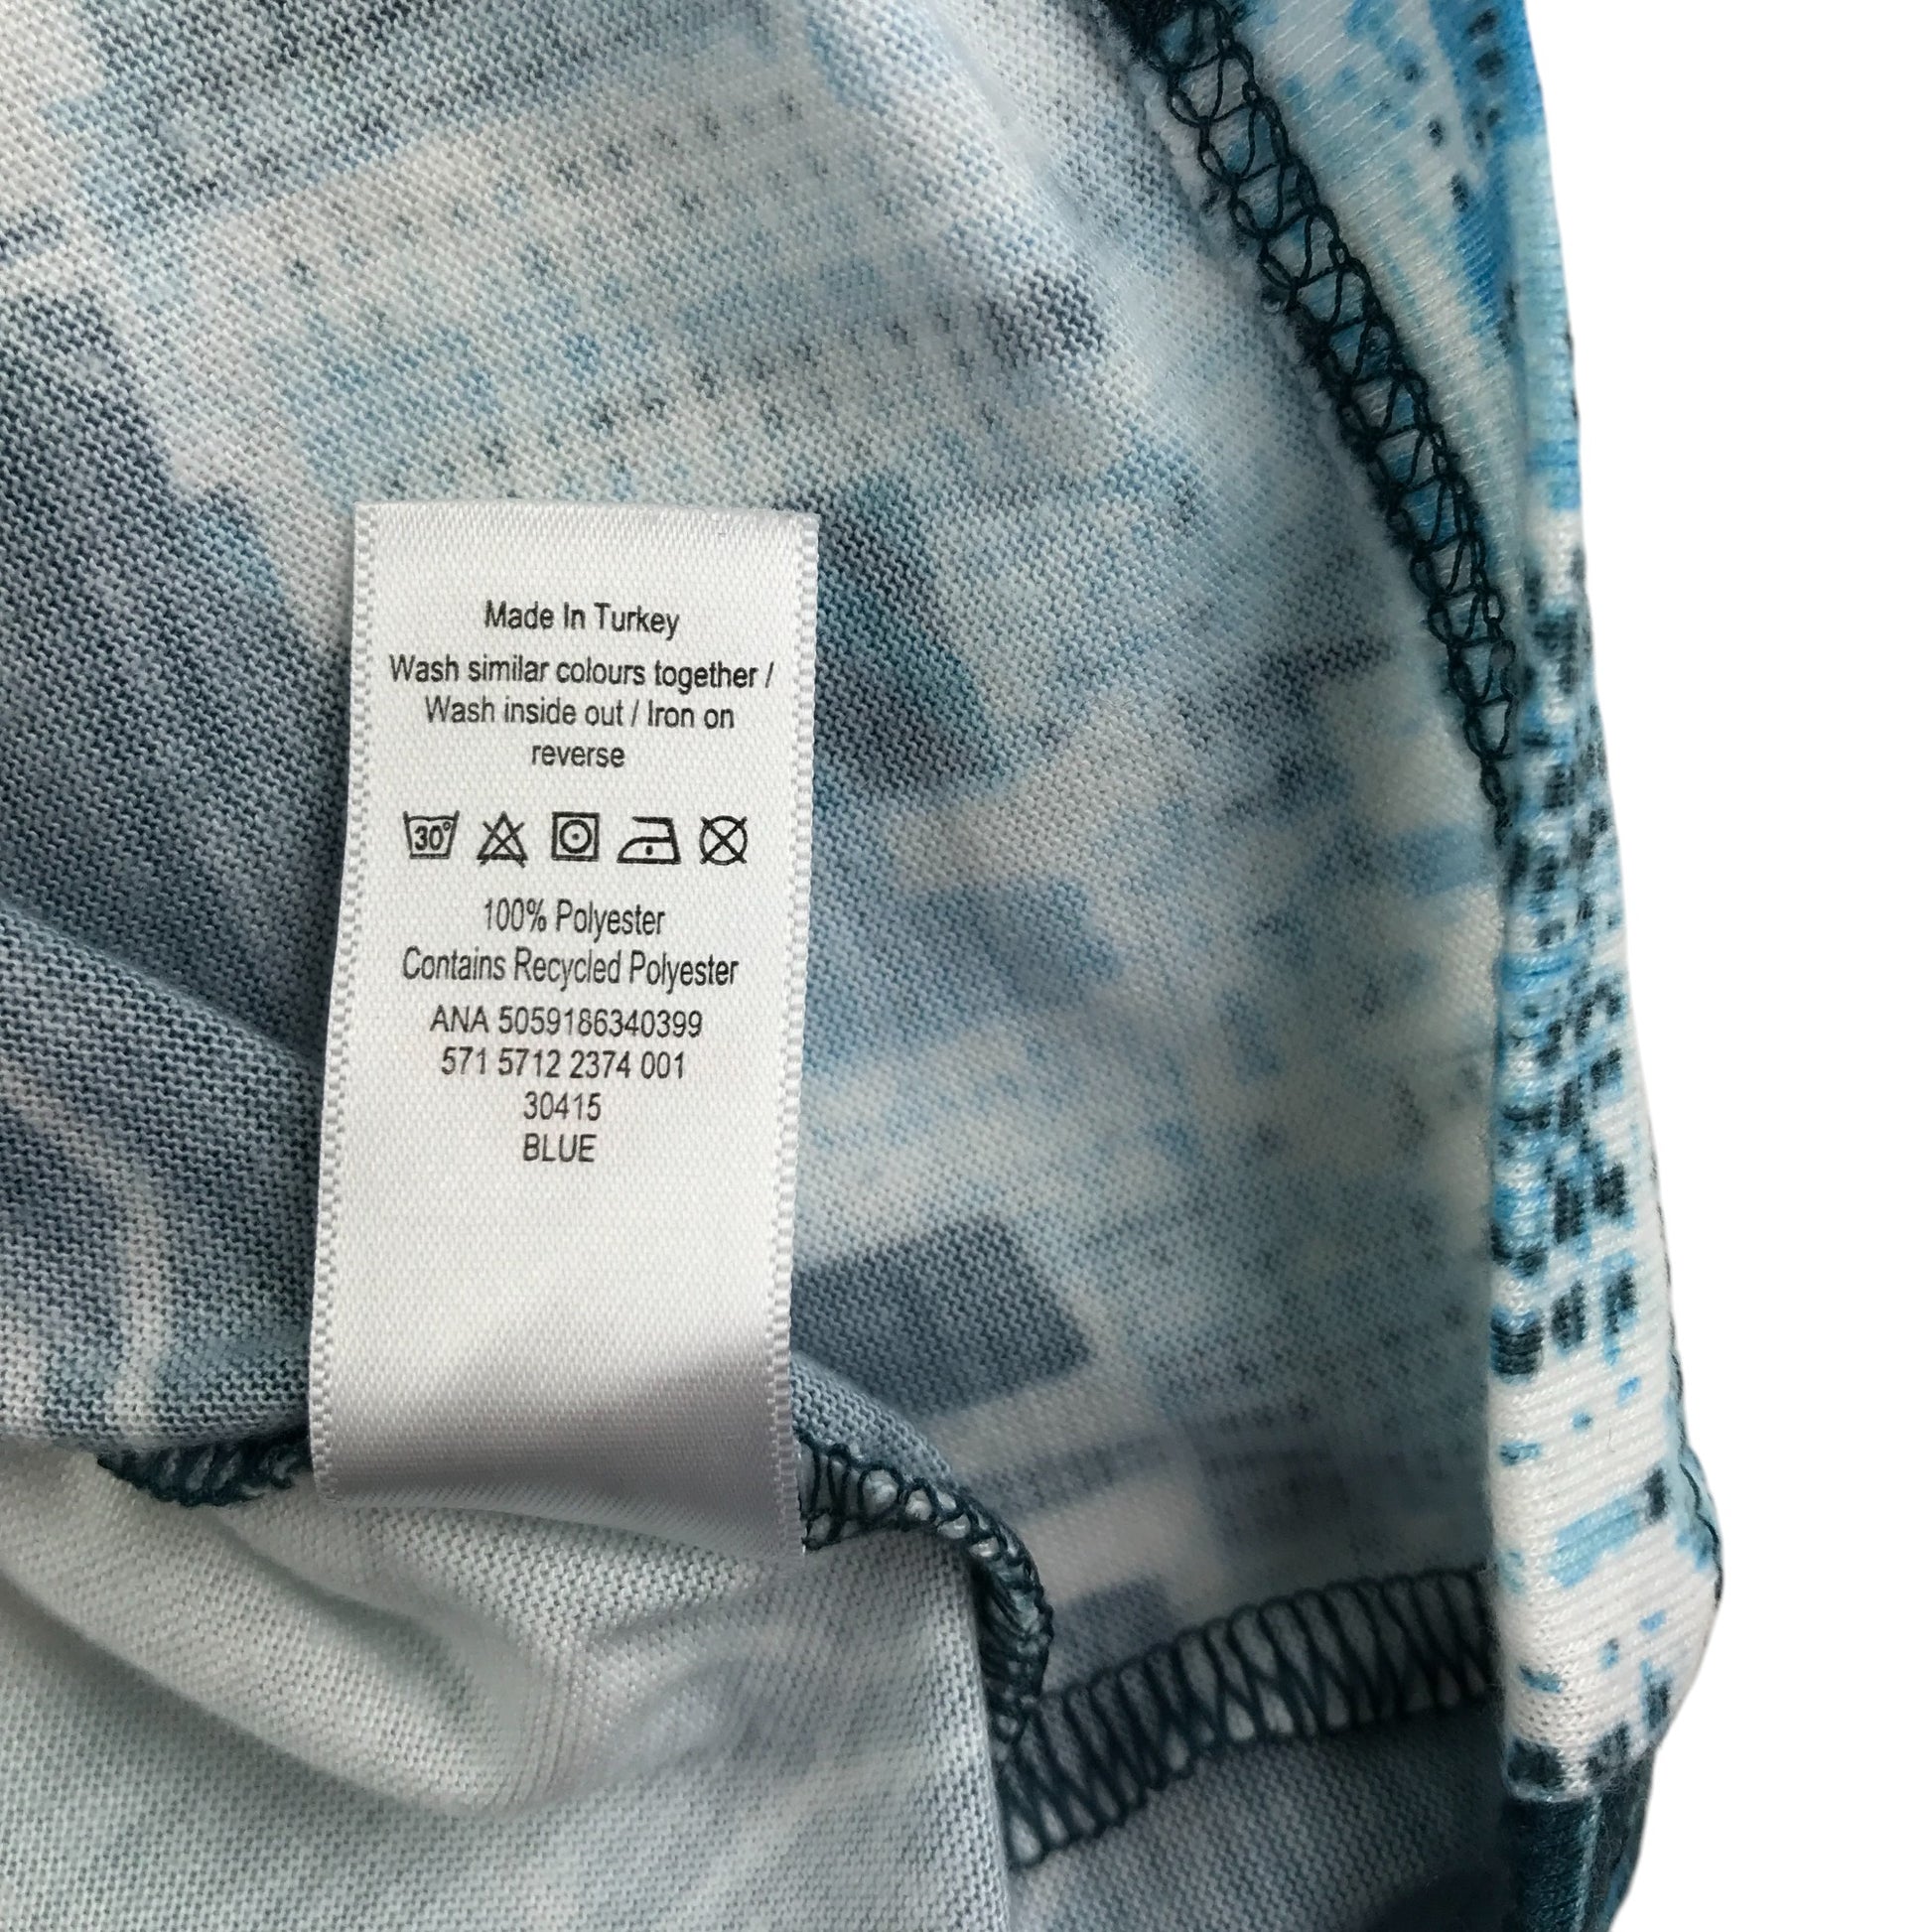 Made In Turkey
Wash similar colours together /
Wash inside out / Iron on
reverse
30°
100% Polyester
Contains Recycled Polyester
ANA 5059186340399
571 5712 2374 001
30415
BLUE